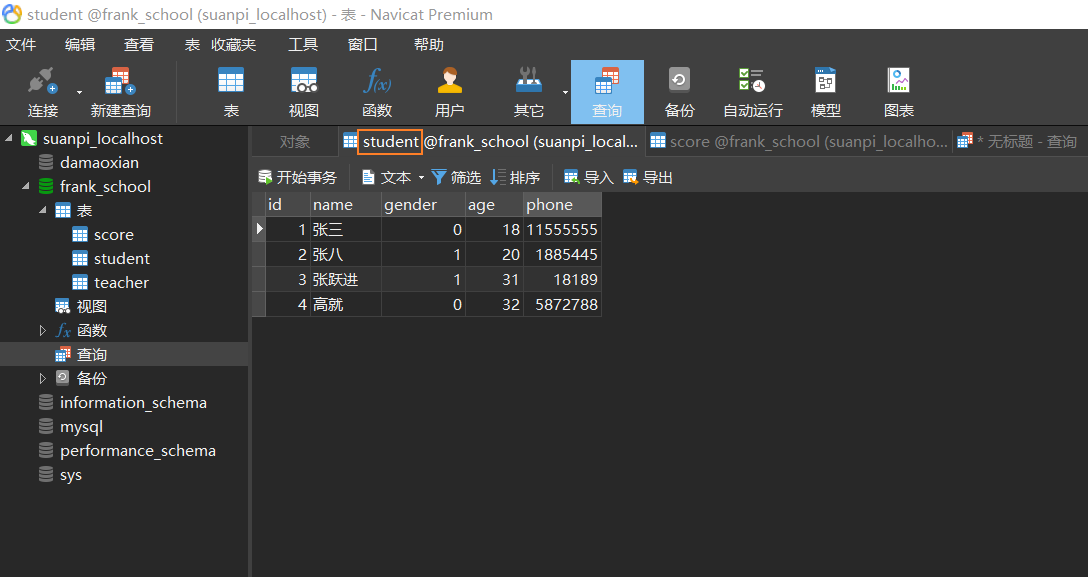 student @frank_school (suanpi_localhost) - 表 - Navicat Premium
文件 编辑 查看 表 收藏夹 工具 窗口 帮助
连接 新建查询 表 视图 函数 用户 其它 查询 备份 自动运行 模型 图表
suanpi_localhost
damaoxian
frank_school
表
score
student
teacher
视图
函数
查询
备份
information_schema
mysql
performance_schema
sys
对象 student @frank_school (suanpi_local... score @frank_school (suanpi_localho... * 无标题 - 查询
开始事务 文本 筛选 排序 导入 导出
id name gender age phone
1 张三 0 18 11555555
2 张八 1 20 1885445
3 张跃进 1 31 18189
4 高就 0 32 5872788